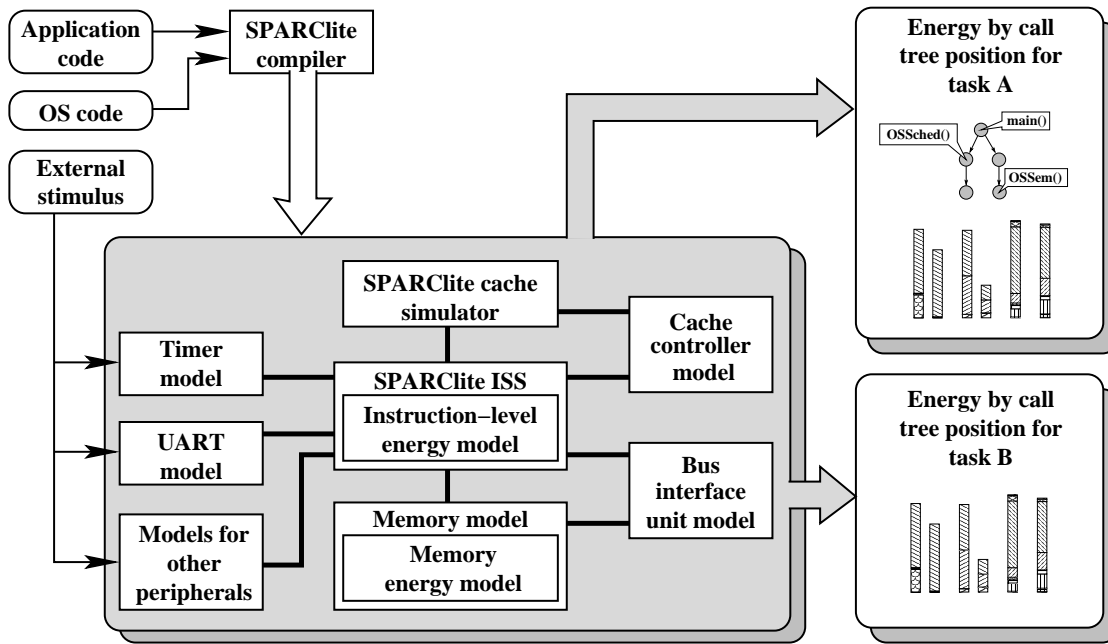 Application
code
SPARClite
compiler
OS code
External
stimulus
Energy by call
tree position for
task A
main()
OSSched()
OSSem()
SPARClite cache
simulator
Cache
controller
model
Timer
model
SPARClite ISS
Instruction−level
energy model
UART
model
Bus
interface
unit model
Memory model
Memory
energy model
Models for
other
peripherals
Energy by call
tree position for
task B